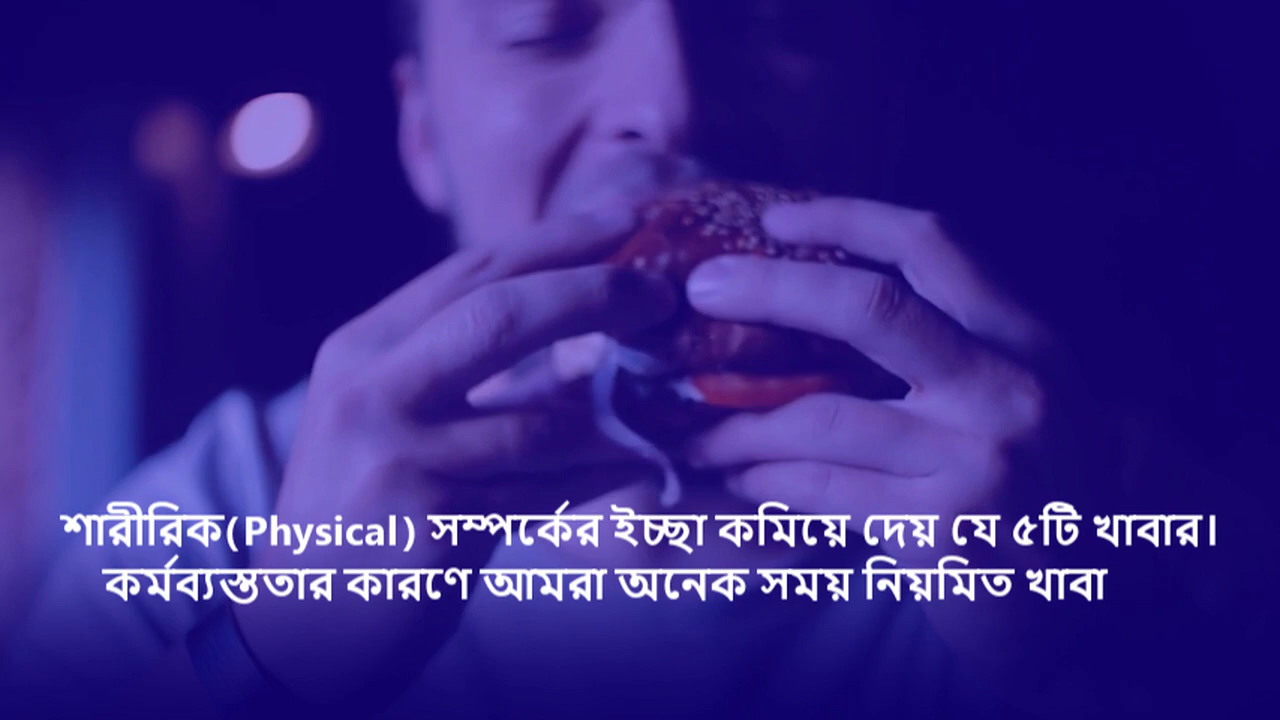 শারীরিক(Physical) সম্পর্কের ইচ্ছা কমিয়ে দেয় যে ৫টি খাবার।
কর্মব্যস্ততার কারণে আমরা অনেক সময় নিয়মিত খাবা